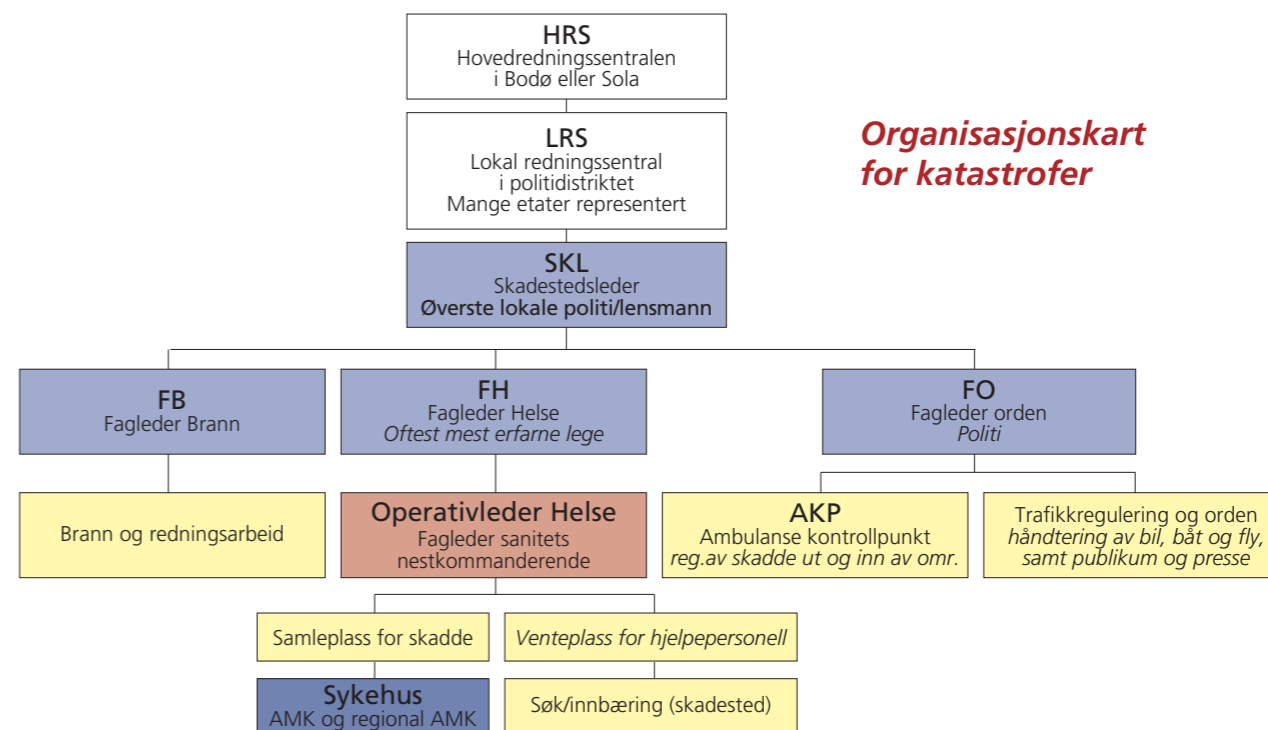 HRS
Hovedredningssentralen
i Bodø eller Sola
Organisasjonskart
for katastrofer
LRS
Lokal redningssentral
i politidistriktet
Mange etater representert
SKL
Skadestedsleder
Øverste lokale politi/lensmann
FB
Fagleder Brann
FH
Fagleder Helse
Oftest mest erfarne lege
FO
Fagleder orden
Politi
Brann og redningsarbeid
Operativleder Helse
Fagleder sanitets
nestkommanderende
AKP
Ambulanse kontrollpunkt
reg.av skadde ut og inn av omr.
Trafikkregulering og orden
håndtering av bil, båt og fly,
samt publikum og presse
Samleplass for skadde
Venteplass for hjelpepersonell
Sykehus
AMK og regional AMK
Søk/innbæring (skadested)